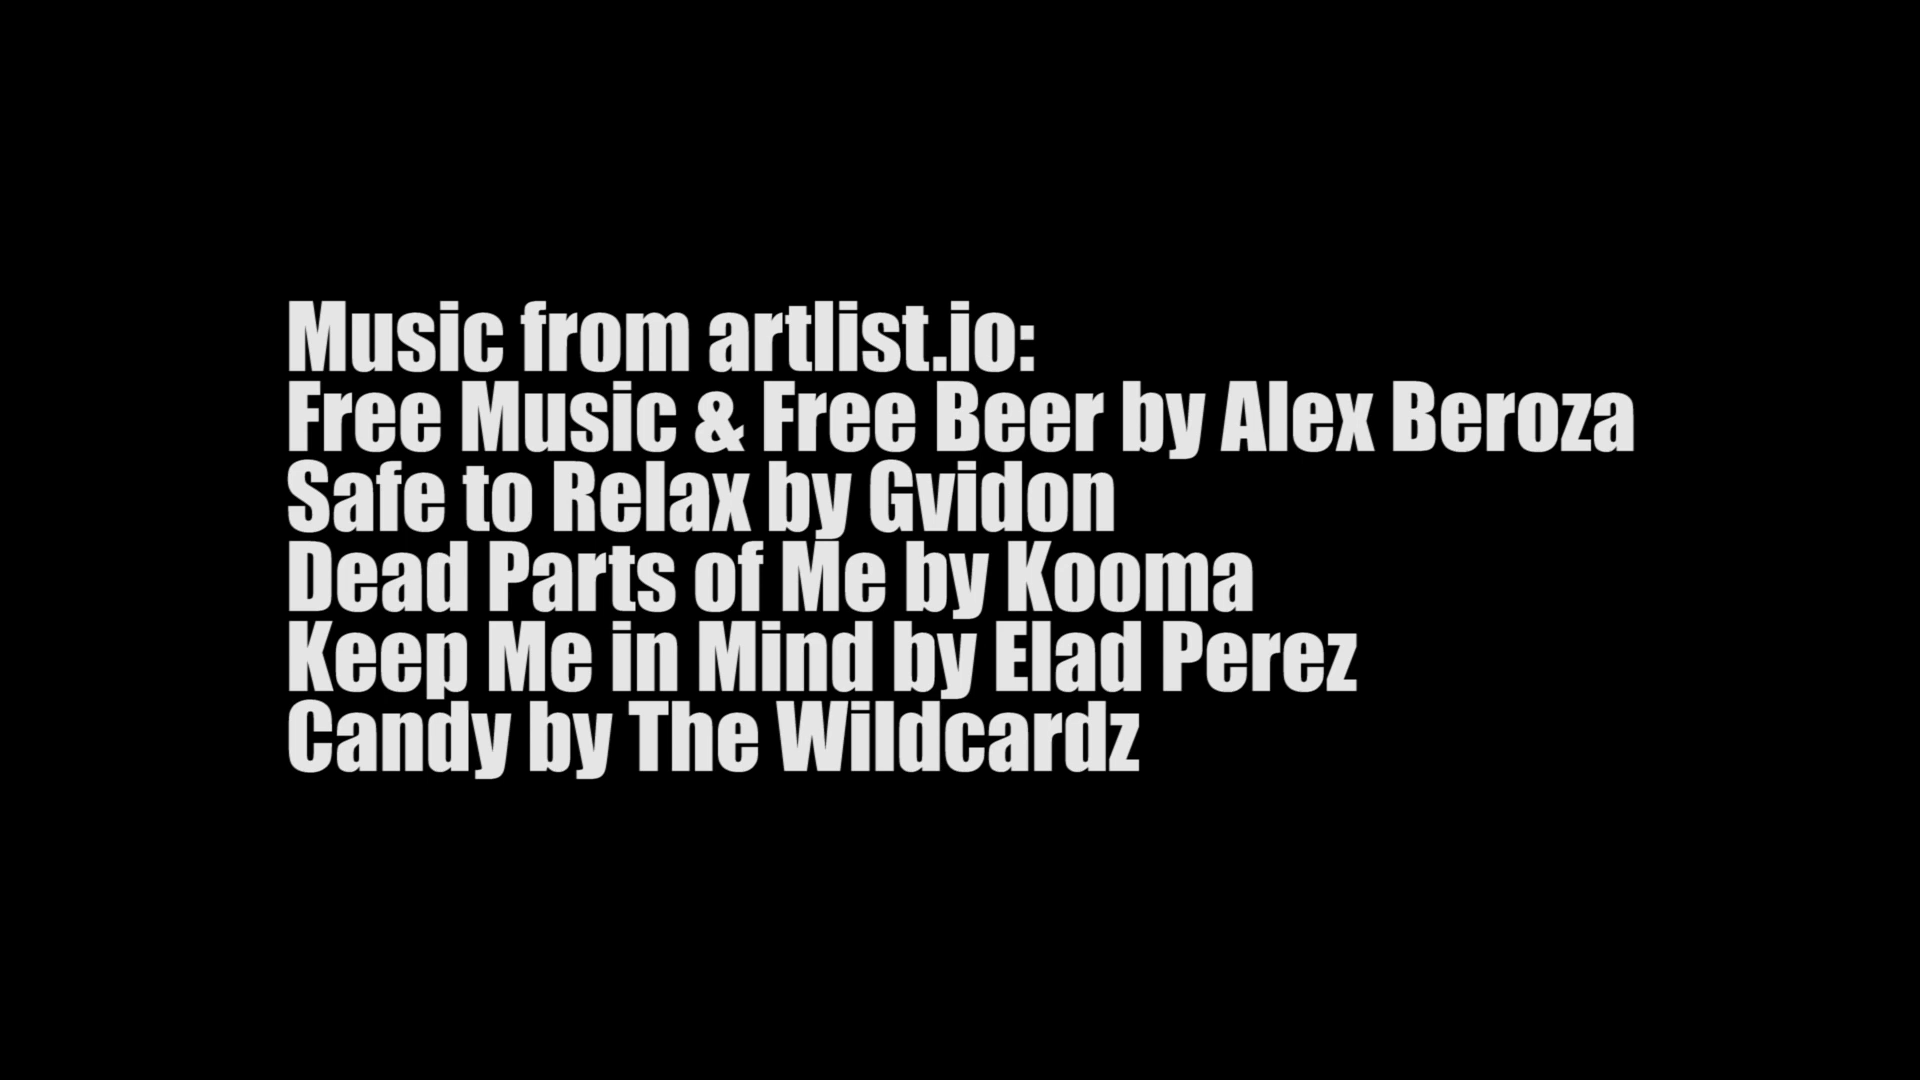 Music from artlist.io:
Free Music & Free Beer by Alex Beroza
Safe to Relax by Gvidon
Dead Parts of Me by Kooma
Keep Me in Mind by Elad Perez
Candy by The Wildcardz